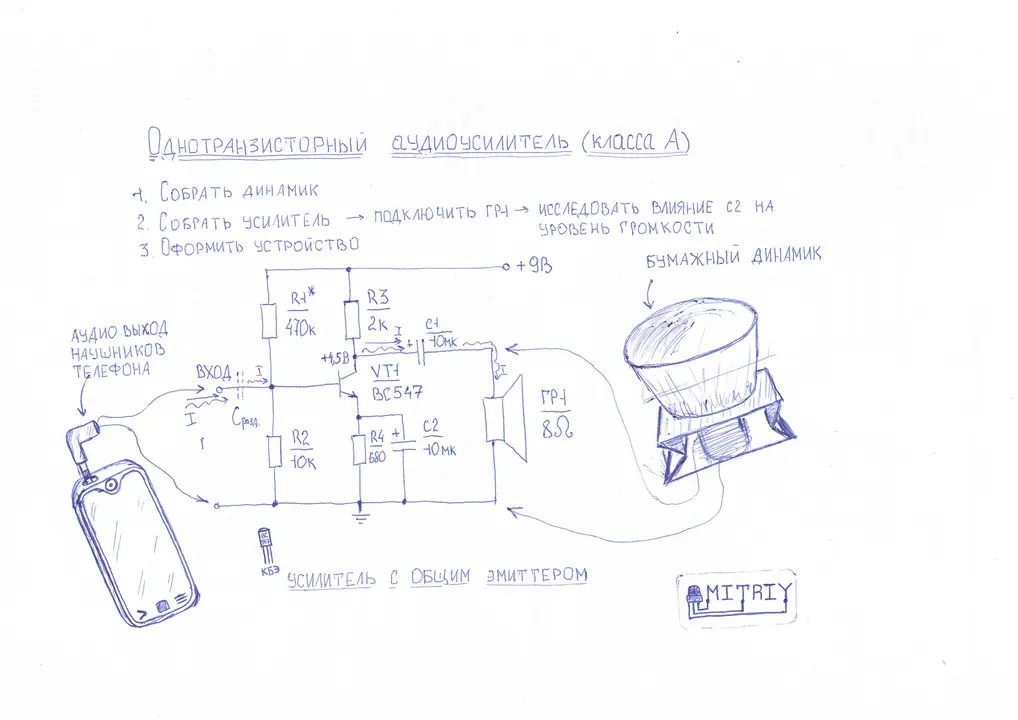 Однотранзисторный аудиоусилитель (класса А)
1. Собрать динамик
2. Собрать усилитель → подключить ГР1 → исследовать влияние С2 на
уровень громкости
3. Оформить устройство
Бумажный динамик
+9В
R1*
470к
R3
2к
I
+
С1
10мк
Аудио выход
наушников
телефона
Вход
I
I
Сразд.
+4,5В
VT1
BC547
I
ГР1
8Ω
R2
10к
R4
680
+
С2
10мк
КБЭ
Усилитель с общим эмиттером
MITRIY